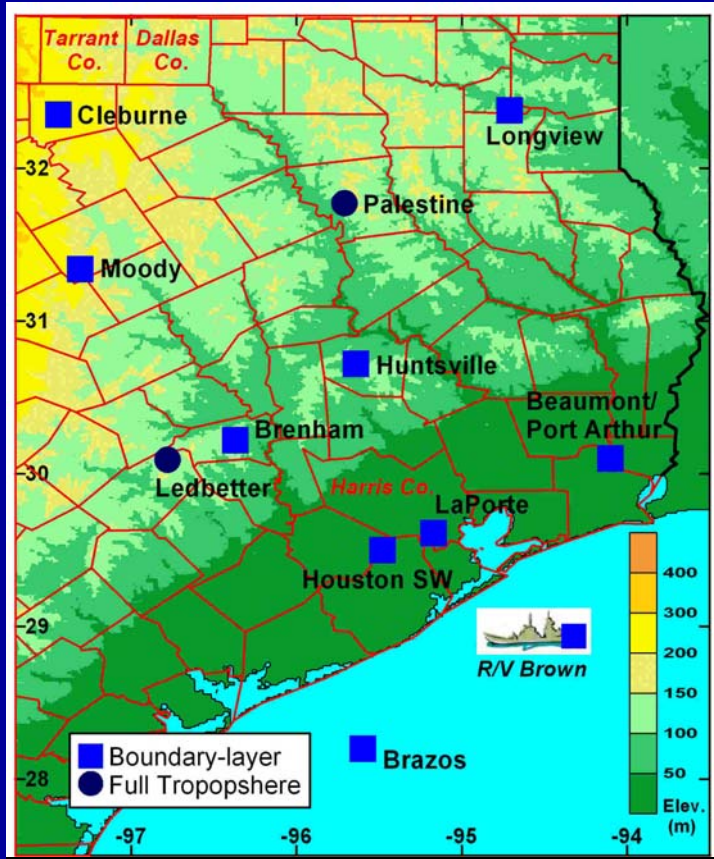 Tarrant Dallas
Co. Co.
Cleburne
Longview
32
Palestine
Moody
31
Huntsville
Beaumont/
Port Arthur
Brenham
30
Ledbetter
Harris Co.
LaPorte
Houston SW
29
R/V Brown
400
300
200
150
100
50
Elev.
(m)
Boundary-layer
Full Tropopshere
Brazos
28
-97 -96 -95 -94